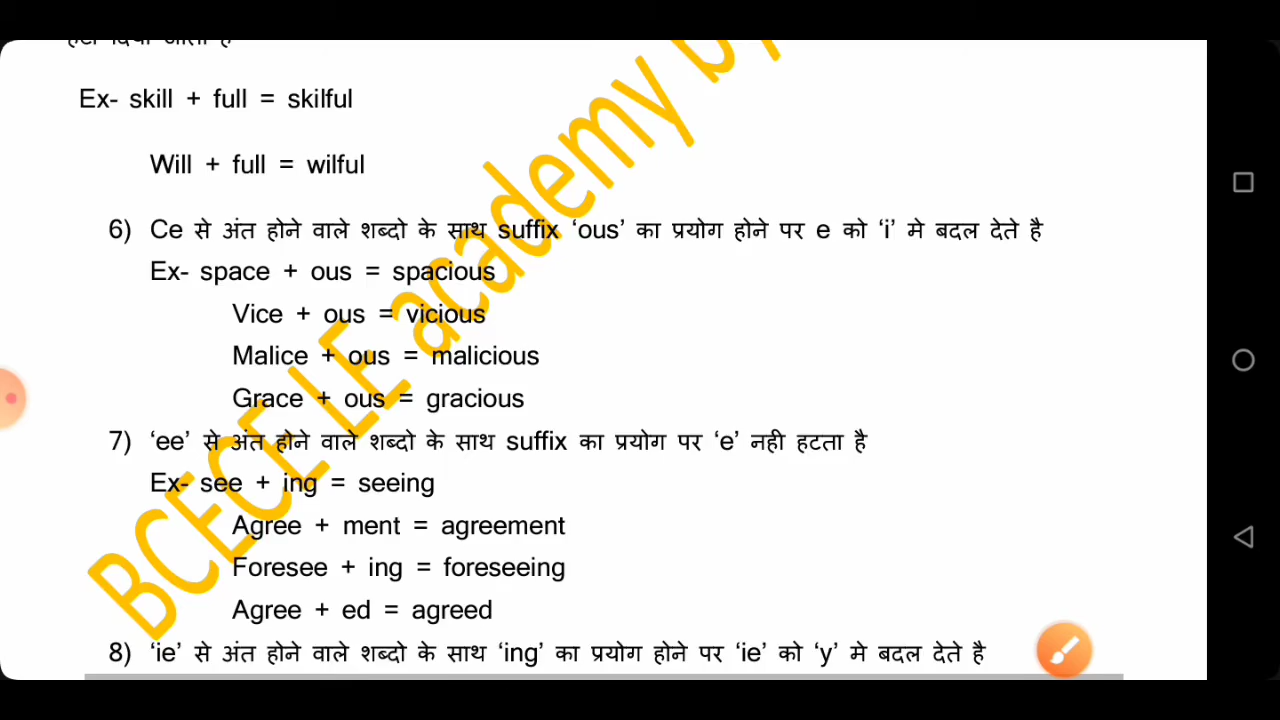 Ex- skill + full = skilful
Will + full = wilful
6) Ce से अंत होने वाले शब्दो के साथ suffix ‘ous’ का प्रयोग होने पर e को ‘i’ मे बदल देते है
Ex- space + ous = spacious
Vice + ous = vicious
Malice + ous = malicious
Grace + ous = gracious
7) ‘ee’ से अंत होने वाले शब्दो के साथ suffix का प्रयोग पर ‘e’ नही हटता है
Ex- see + ing = seeing
Agree + ment = agreement
Foresee + ing = foreseeing
Agree + ed = agreed
8) ‘ie’ से अंत होने वाले शब्दो के साथ ‘ing’ का प्रयोग होने पर ‘ie’ को ‘y’ मे बदल देते है
BCECE LE academy by